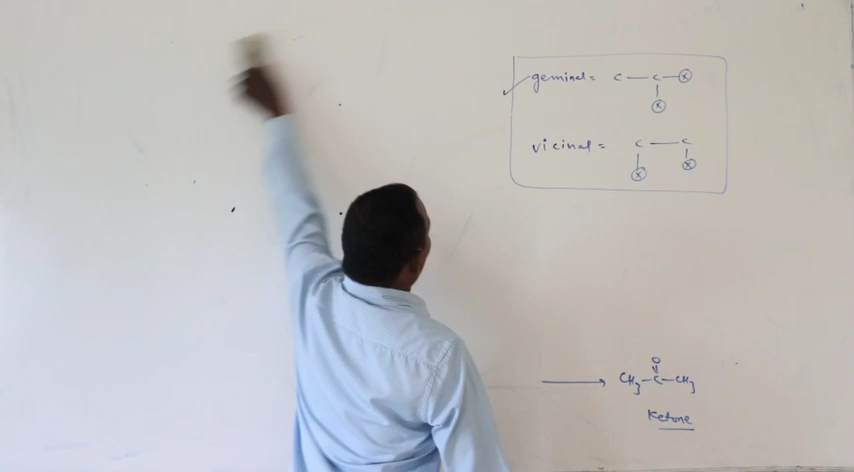 geminal = C — C — X
|
X
vicinal = C — C
| |
X X
O
||
⟶ CH3 – C – CH3
Ketone